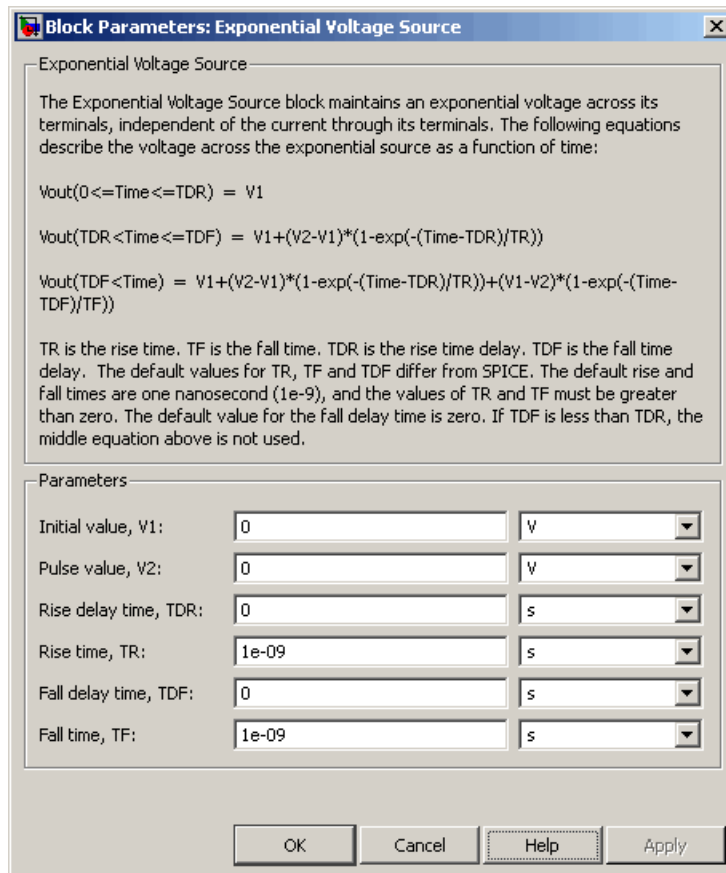 Block Parameters: Exponential Voltage Source
Exponential Voltage Source
The Exponential Voltage Source block maintains an exponential voltage across its
terminals, independent of the current through its terminals. The following equations
describe the voltage across the exponential source as a function of time:
Vout(0<=Time<=TDR) = V1
Vout(TDR<Time<=TDF) = V1+(V2-V1)*(1-exp(-(Time-TDR)/TR))
Vout(TDF<Time) = V1+(V2-V1)*(1-exp(-(Time-TDR)/TR))+(V1-V2)*(1-exp(-(Time-
TDF)/TF))
TR is the rise time. TF is the fall time. TDR is the rise time delay. TDF is the fall time
delay. The default values for TR, TF and TDF differ from SPICE. The default rise and
fall times are one nanosecond (1e-9), and the values of TR and TF must be greater
than zero. The default value for the fall delay time is zero. If TDF is less than TDR, the
middle equation above is not used.
Parameters
Initial value, V1: 0 V
Pulse value, V2: 0 V
Rise delay time, TDR: 0 s
Rise time, TR: 1e-09 s
Fall delay time, TDF: 0 s
Fall time, TF: 1e-09 s
OK Cancel Help Apply